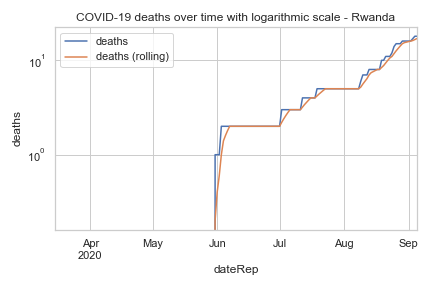 COVID-19 deaths over time with logarithmic scale - Rwanda
deaths
deaths (rolling)
10¹
10⁰
deaths
Apr
2020
May
Jun
Jul
Aug
Sep
dateRep